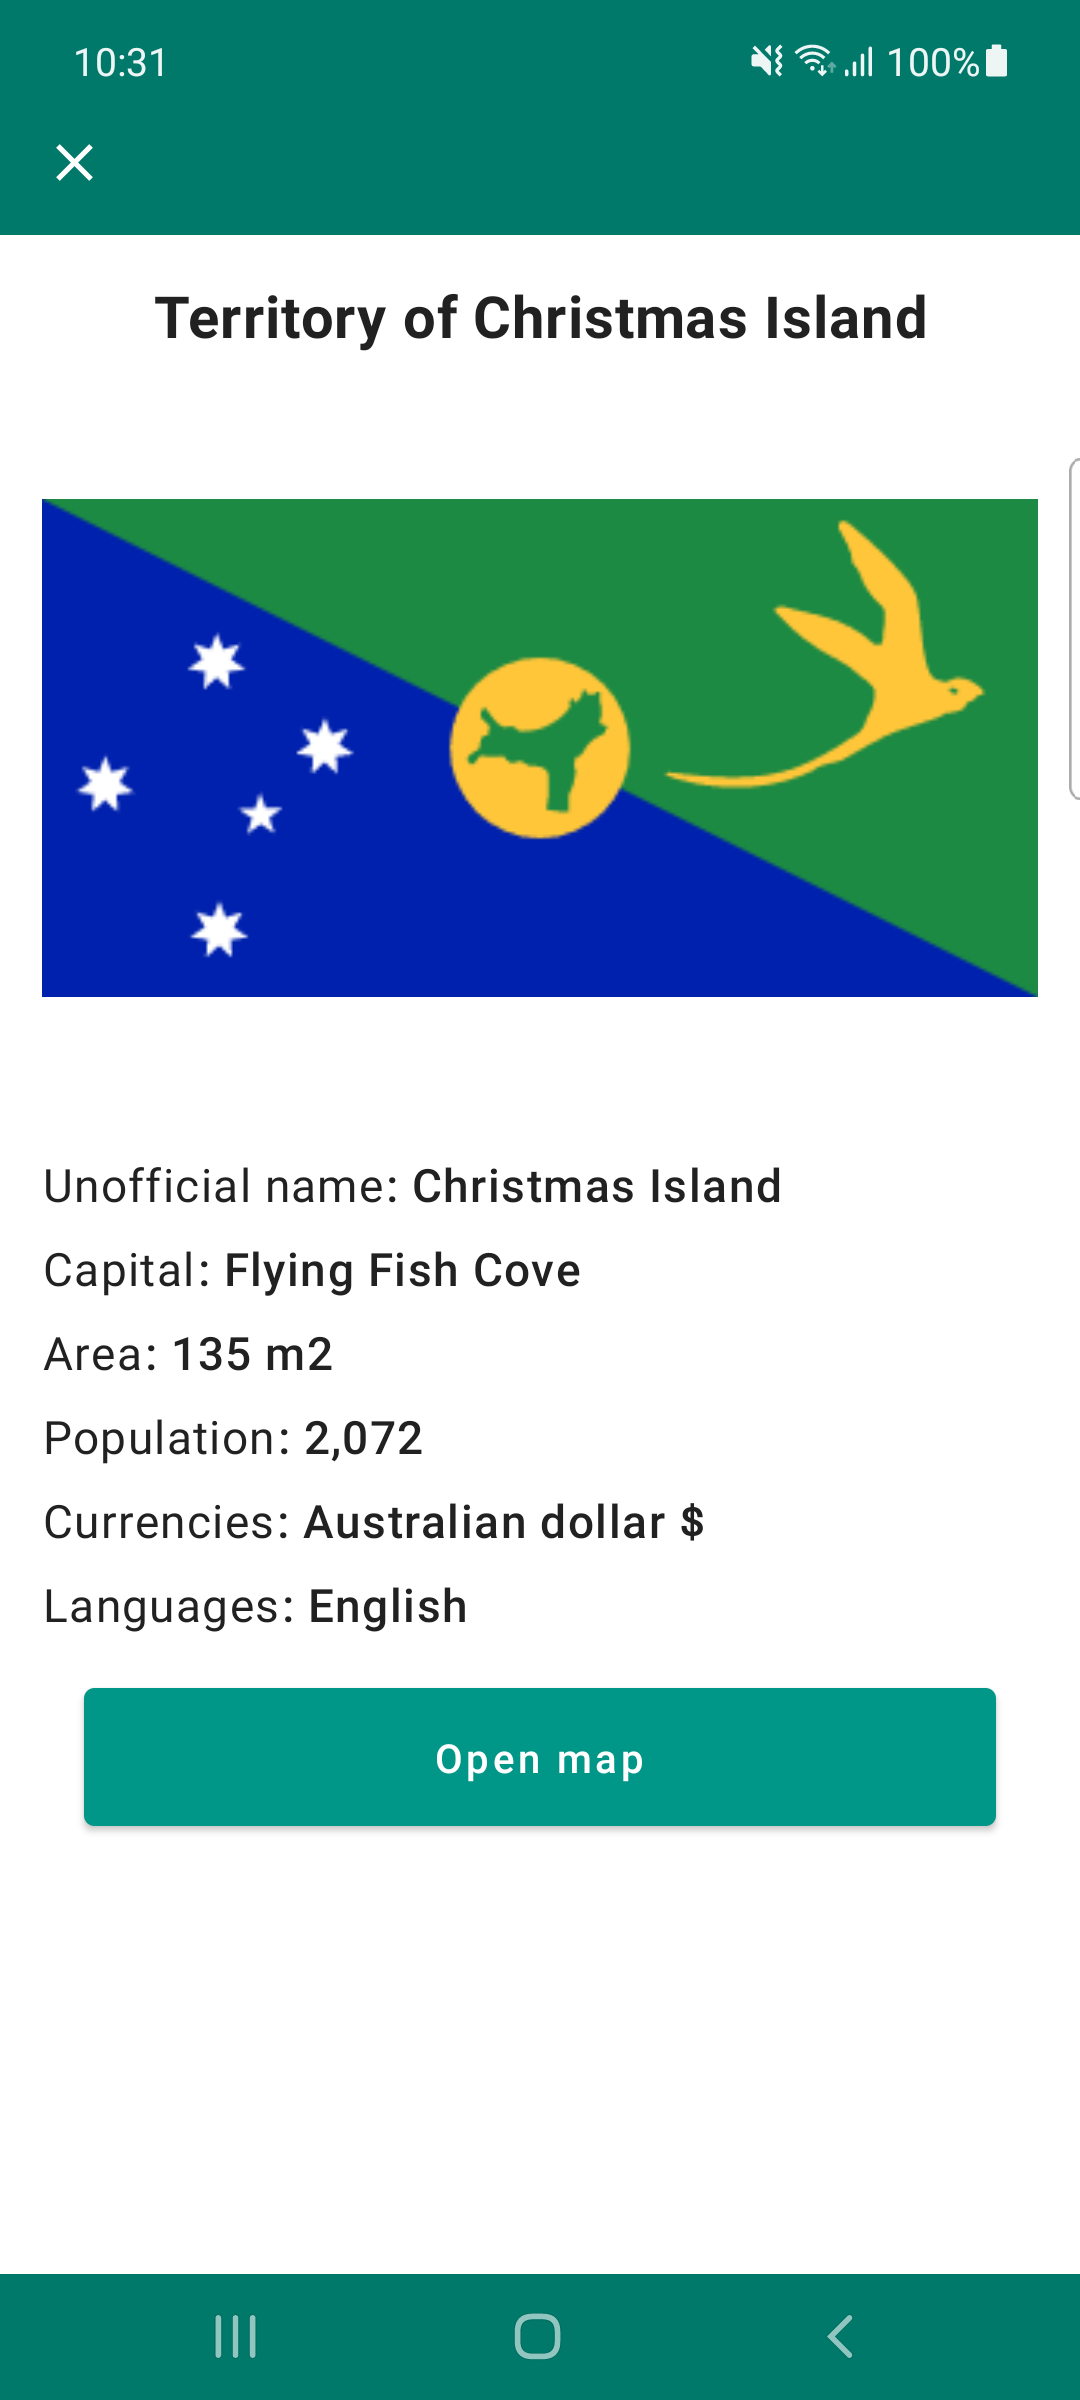 10:31 100%
Territory of Christmas Island
Unofficial name: Christmas Island
Capital: Flying Fish Cove
Area: 135 m2
Population: 2,072
Currencies: Australian dollar $
Languages: English
Open map